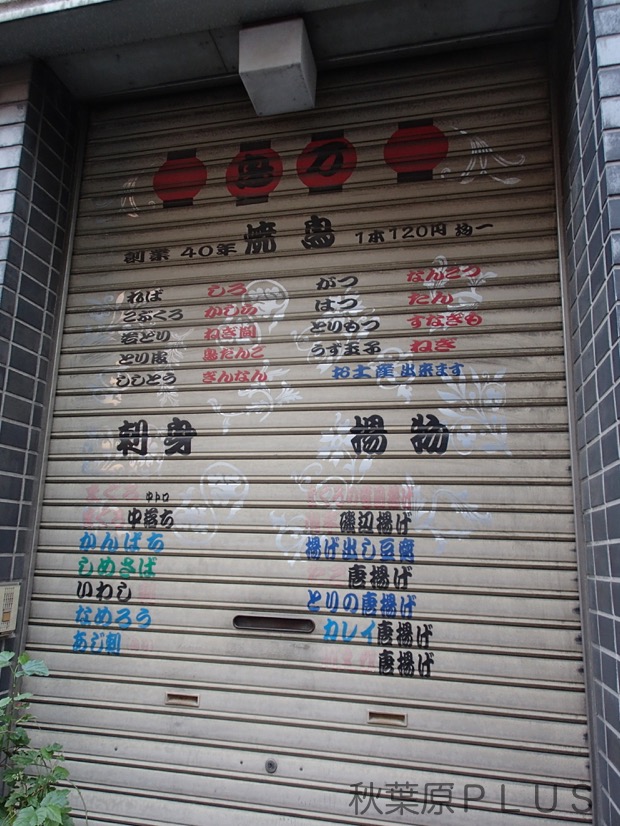 万
創業 40年 焼鳥 1本120円 均一
ればー しろ がつ なんこつ
こぶくろ かしら はつ たん
若どり ねぎ間 とりもつ すなぎも
とり皮 鳥だんご うず玉子 ねぎ
ししとう ぎんなん お土産出来ます
刺身 揚物
中トロ
中落ち 磯辺揚げ
かんぱち 揚げ出し豆腐
しめさば 唐揚げ
いわし とりの唐揚げ
なめろう カレイ唐揚げ
あじ刺 唐揚げ
秋葉原PLUS